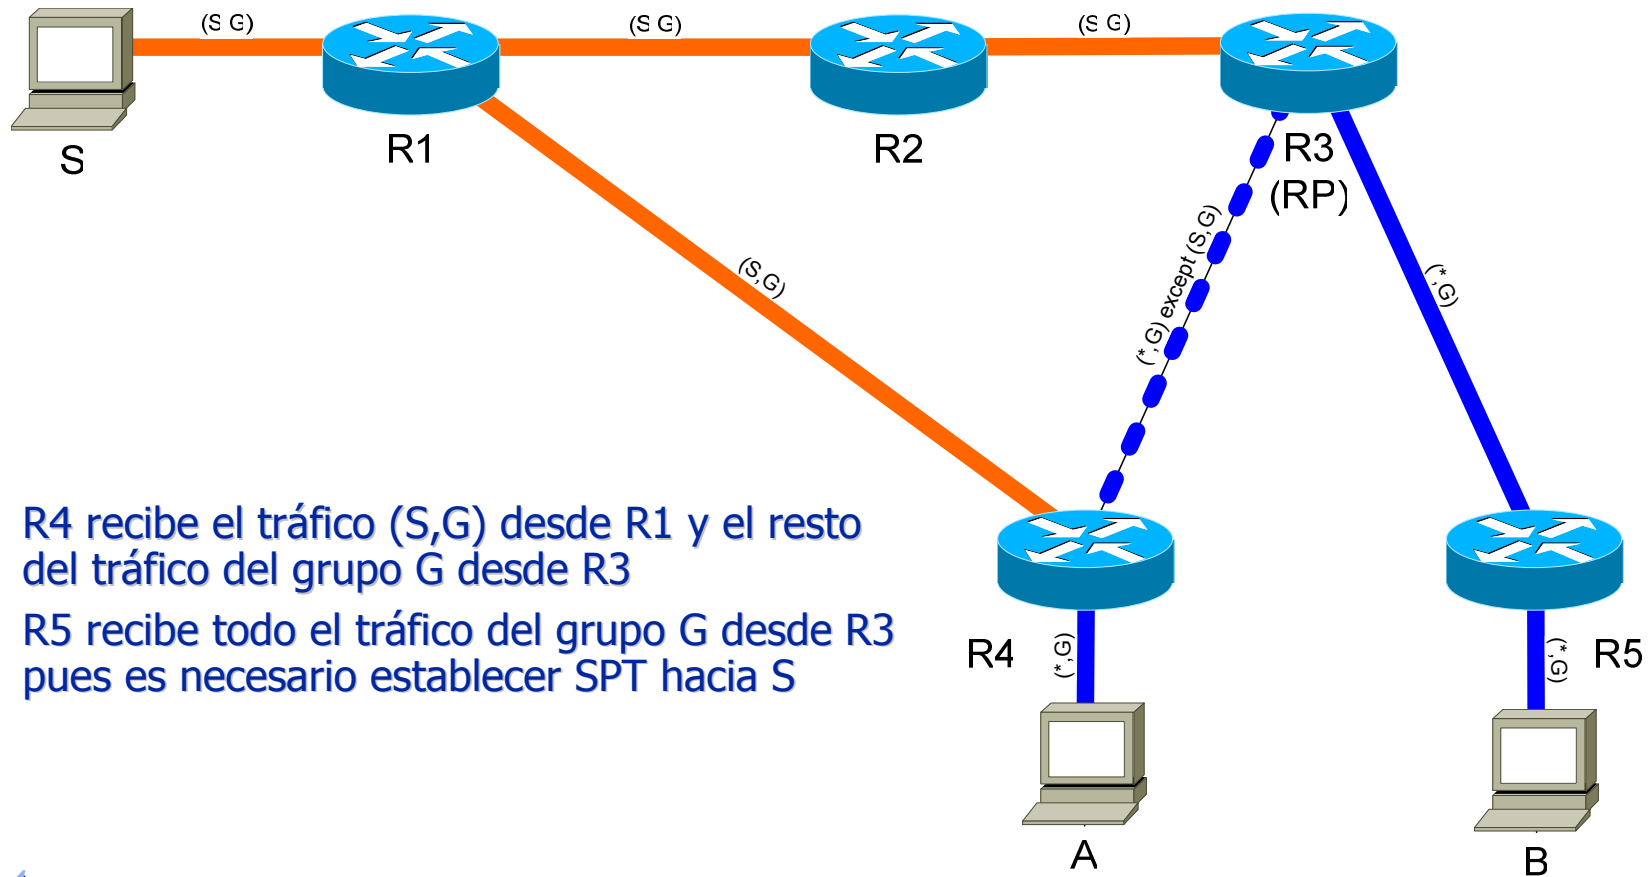 (S G)
(S G)
(S G)
S
R1
R2
R3
(RP)
(S,G)
(*,G) except (S,G)
(*,G)
R4 recibe el tráfico (S,G) desde R1 y el resto
del tráfico del grupo G desde R3
R5 recibe todo el tráfico del grupo G desde R3
pues es necesario establecer SPT hacia S
R4
(*,G)
(*,G)
R5
A
B